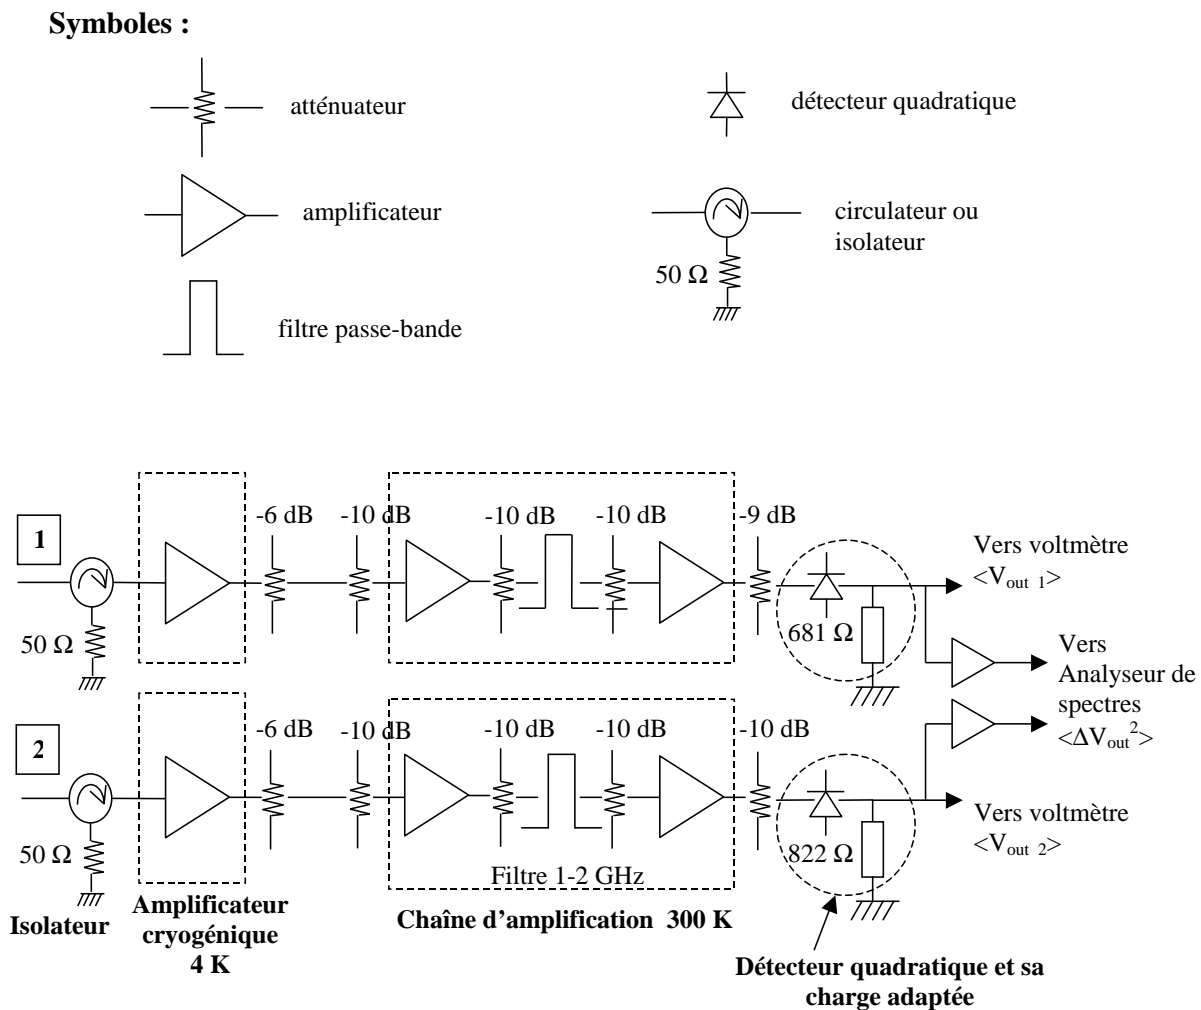 Symboles :
atténuateur
détecteur quadratique
amplificateur
circulateur ou
isolateur
50 Ω
filtre passe-bande
-6 dB
-10 dB
-10 dB
-10 dB
-9 dB
1
50 Ω
681 Ω
Vers voltmètre
<Vout 1>
Vers
Analyseur de
spectres
<ΔVout²>
-6 dB
-10 dB
-10 dB
-10 dB
-10 dB
2
50 Ω
822 Ω
Vers voltmètre
<Vout 2>
Filtre 1-2 GHz
Isolateur
Amplificateur
cryogénique
4 K
Chaîne d'amplification 300 K
Détecteur quadratique et sa
charge adaptée